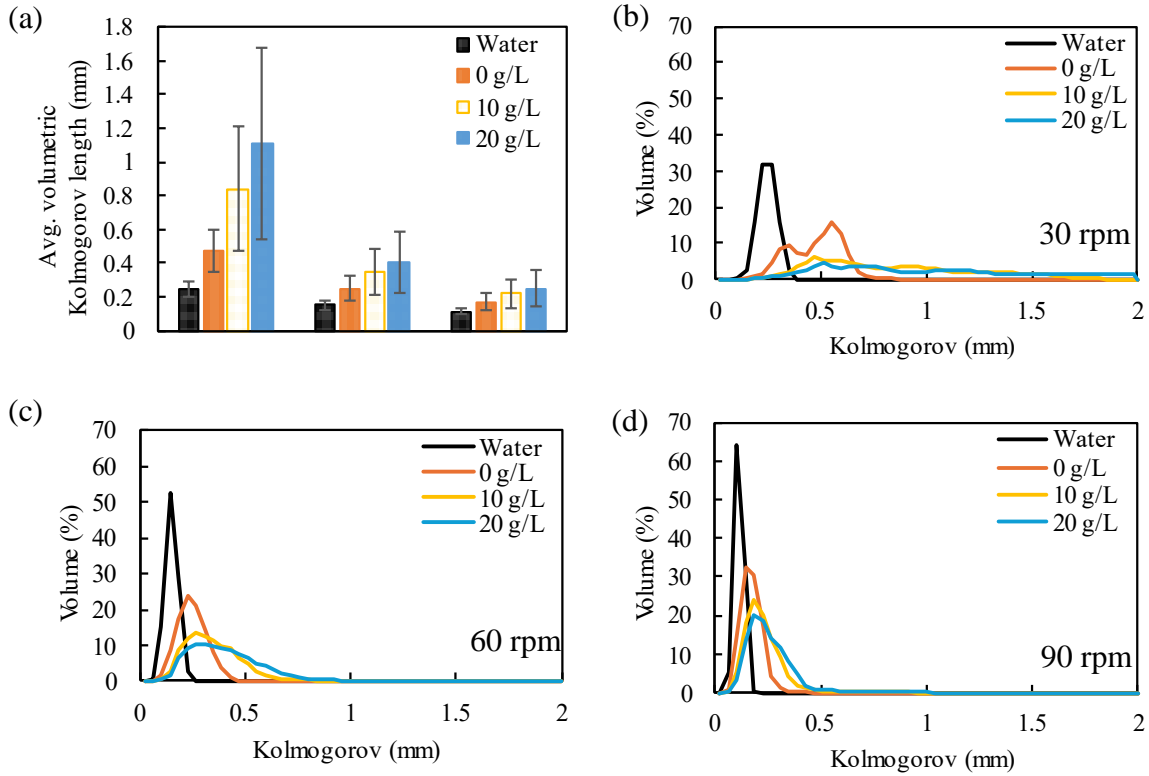 (a)
Avg. volumetric
Kolmogorov length (mm)
1.8
1.6
1.4
1.2
1
0.8
0.6
0.4
0.2
0
Water
0 g/L
10 g/L
20 g/L
(b)
Volume (%)
70
60
50
40
30
20
10
0
Water
0 g/L
10 g/L
20 g/L
30 rpm
0 0.5 1 1.5 2
Kolmogorov (mm)
(c)
Volume (%)
70
60
50
40
30
20
10
0
Water
0 g/L
10 g/L
20 g/L
60 rpm
0 0.5 1 1.5 2
Kolmogorov (mm)
(d)
Volume (%)
70
60
50
40
30
20
10
0
Water
0 g/L
10 g/L
20 g/L
90 rpm
0 0.5 1 1.5 2
Kolmogorov (mm)